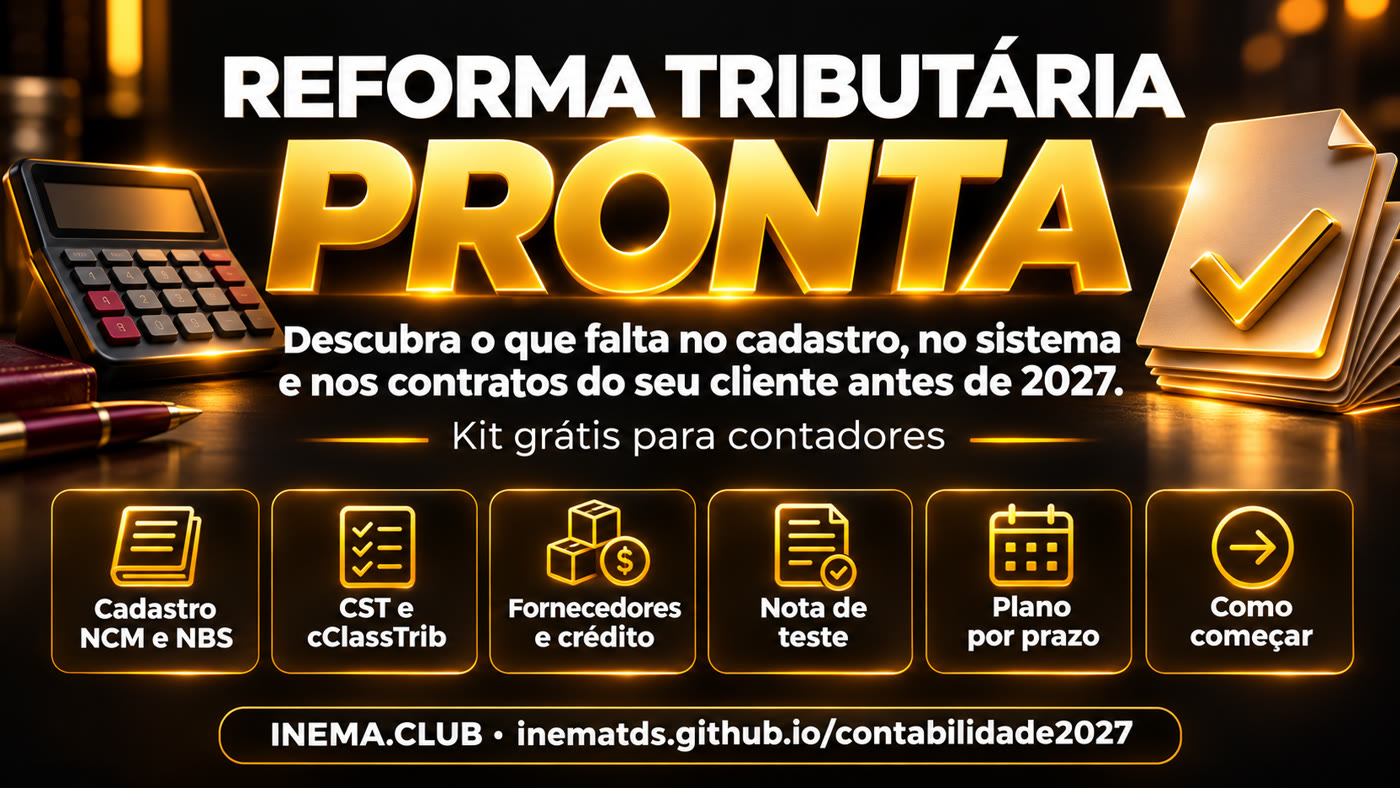 REFORMA TRIBUTÁRIA
PRONTA
Descubra o que falta no cadastro, no sistema
e nos contratos do seu cliente antes de 2027.
Kit grátis para contadores
Cadastro
NCM e NBS
CST e
cClassTrib
Fornecedores
e crédito
Nota de
teste
Plano
por prazo
Como
começar
INEMA.CLUB • inematds.github.io/contabilidade2027